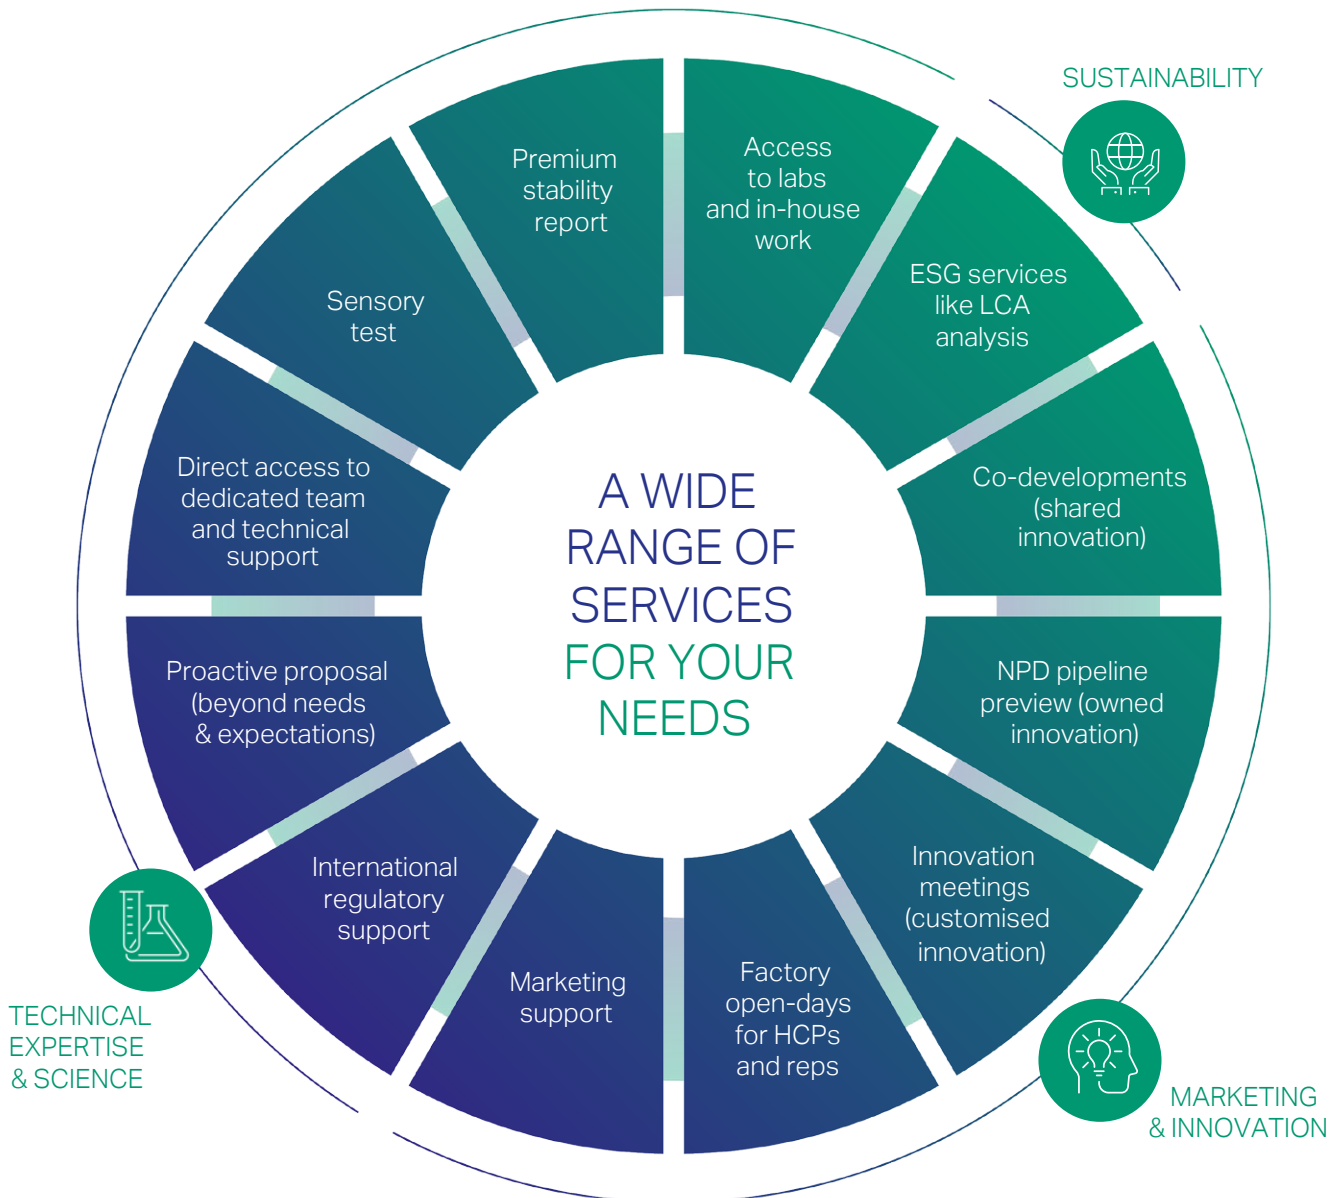 SUSTAINABILITY
Access
to labs
and in-house
work
ESG services
like LCA
analysis
Co-developments
(shared
innovation)
NPD pipeline
preview (owned
innovation)
Innovation
meetings
(customised
innovation)
Factory
open-days
for HCPs
and reps
Marketing
support
International
regulatory
support
Proactive proposal
(beyond needs
& expectations)
Direct access to
dedicated team
and technical
support
Sensory
test
Premium
stability
report
A WIDE
RANGE OF
SERVICES
FOR YOUR
NEEDS
TECHNICAL
EXPERTISE
& SCIENCE
MARKETING
& INNOVATION